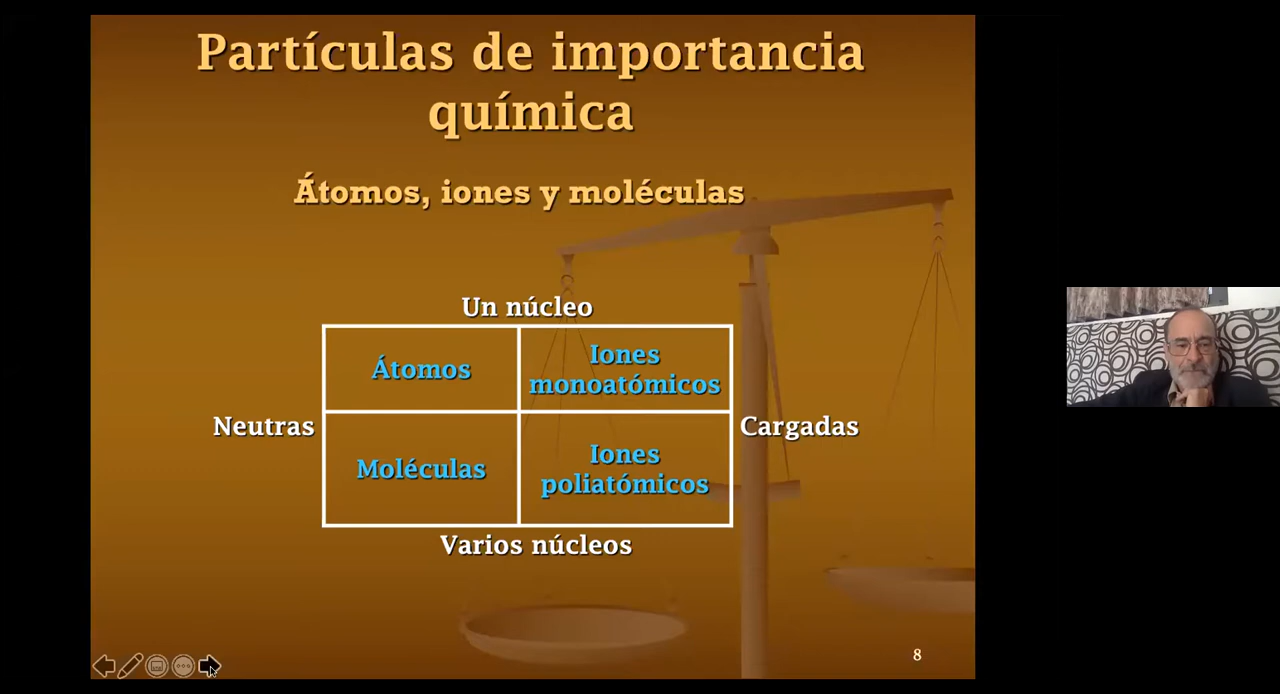 Partículas de importancia
química
Átomos, iones y moléculas
Un núcleo
Átomos
Iones
monoatómicos
Neutras
Cargadas
Moléculas
Iones
poliatómicos
Varios núcleos
8